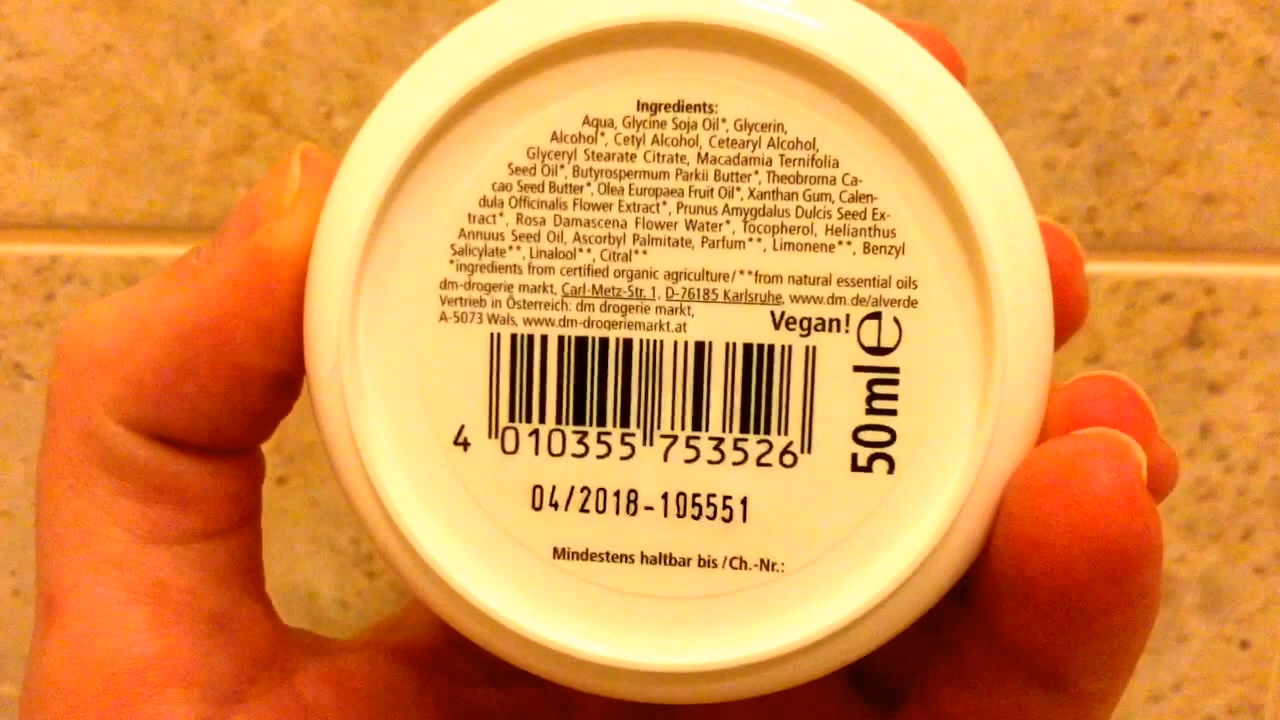 Ingredients:
Aqua, Glycine Soja Oil*, Glycerin,
Alcohol*, Cetyl Alcohol, Cetearyl Alcohol,
Glyceryl Stearate Citrate, Macadamia Ternifolia
Seed Oil*, Butyrospermum Parkii Butter*, Theobroma Ca-
cao Seed Butter*, Olea Europaea Fruit Oil*, Xanthan Gum, Calen-
dula Officinalis Flower Extract*, Prunus Amygdalus Dulcis Seed Ex-
tract*, Rosa Damascena Flower Water*, Tocopherol, Helianthus
Annuus Seed Oil, Ascorbyl Palmitate, Parfum**, Limonene**, Benzyl
Salicylate**, Linalool**, Citral**
*ingredients from certified organic agriculture/**from natural essential oils
dm-drogerie markt, Carl-Metz-Str. 1, D-76185 Karlsruhe, www.dm.de/alverde
Vertrieb in Österreich: dm drogerie markt,
A-5073 Wals, www.dm-drogeriemarkt.at
Vegan!
50 ml e
4 010355 753526
04/2018-105551
Mindestens haltbar bis /Ch.-Nr.: